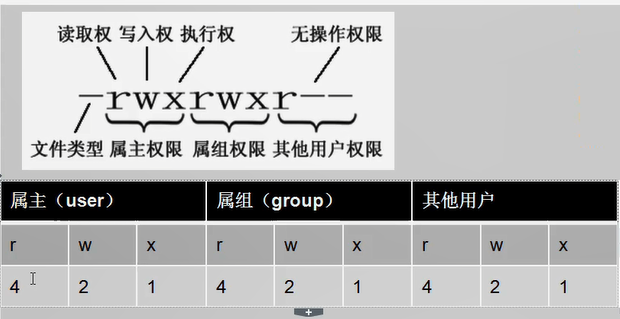 读取权 写入权 执行权 无操作权限
-rwxrwxr--
文件类型 属主权限 属组权限 其他用户权限
属主（user） 属组（group） 其他用户
r w x r w x r w x
4 2 1 4 2 1 4 2 1